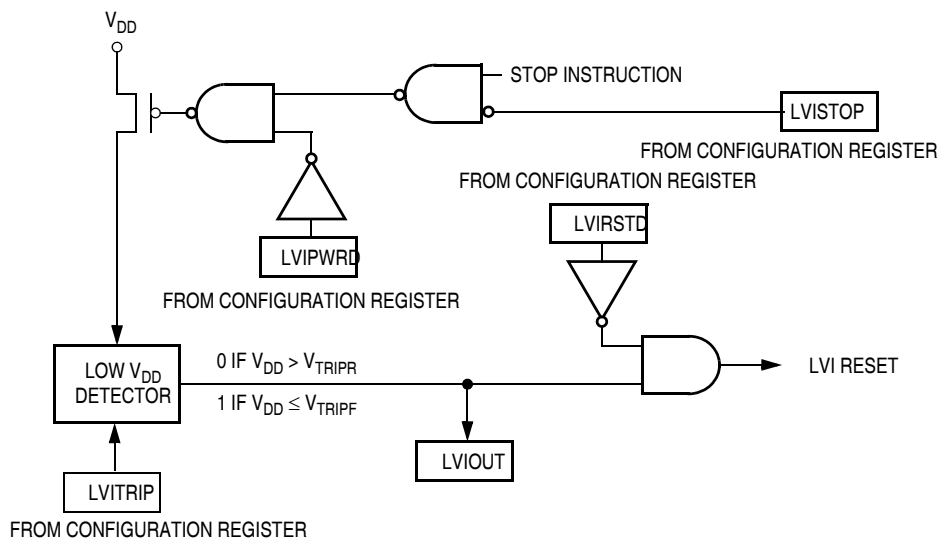 VDD
STOP INSTRUCTION
LVISTOP
FROM CONFIGURATION REGISTER
FROM CONFIGURATION REGISTER
LVIRSTD
LVIPWRD
FROM CONFIGURATION REGISTER
LOW VDD
DETECTOR
0 IF VDD > VTRIPR
1 IF VDD ≤ VTRIPF
LVI RESET
LVIOUT
LVITRIP
FROM CONFIGURATION REGISTER